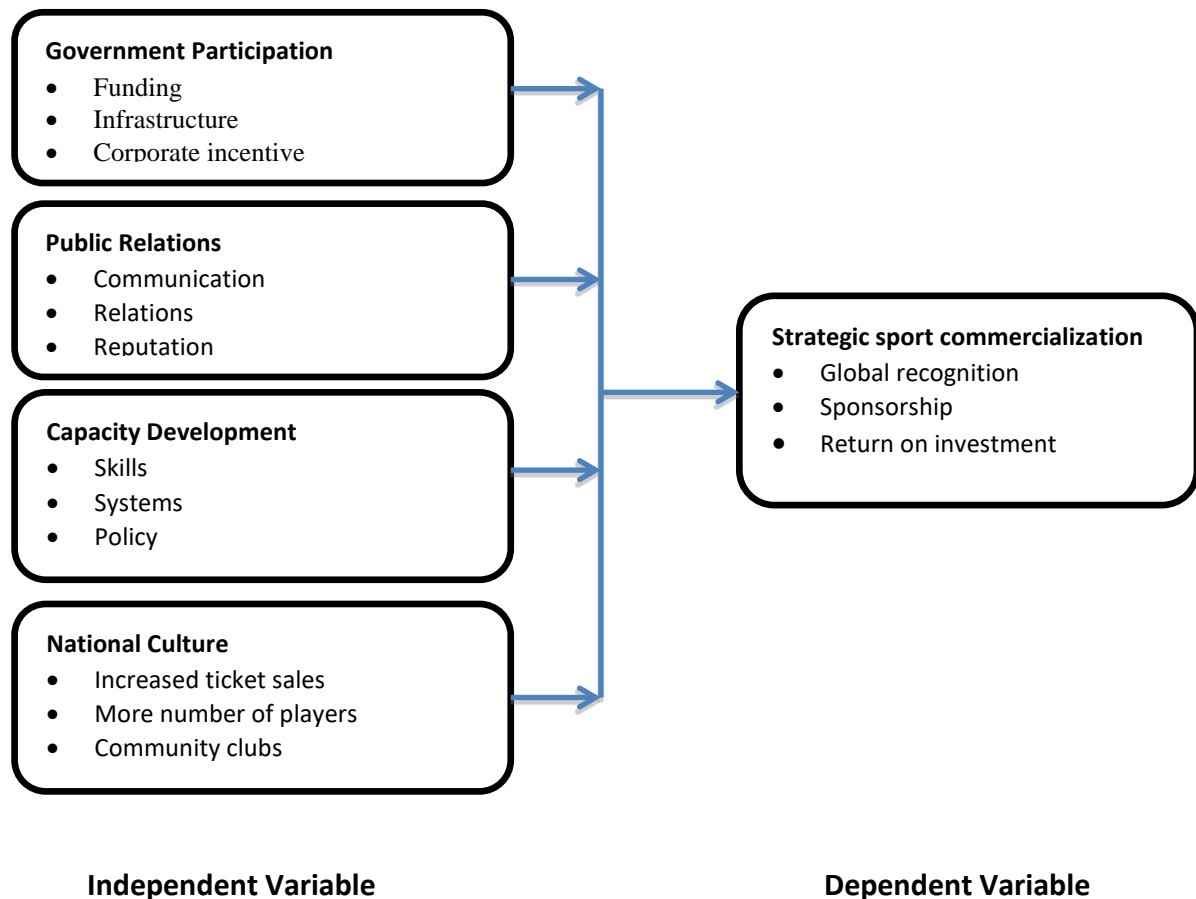 Government Participation
• Funding
• Infrastructure
• Corporate incentive
Public Relations
• Communication
• Relations
• Reputation
Capacity Development
• Skills
• Systems
• Policy
National Culture
• Increased ticket sales
• More number of players
• Community clubs
Strategic sport commercialization
• Global recognition
• Sponsorship
• Return on investment
Independent Variable
Dependent Variable